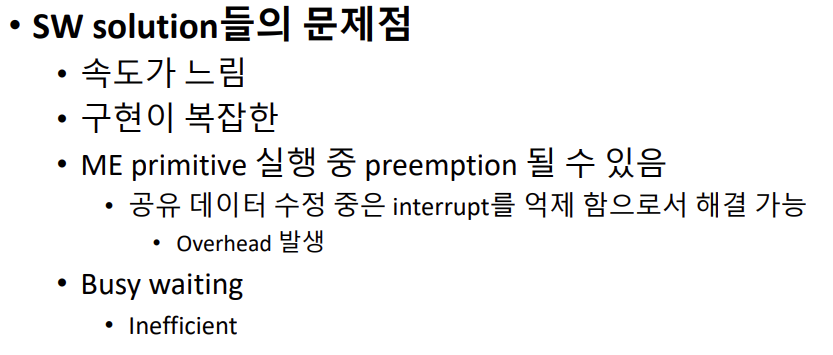 • SW solution들의 문제점
• 속도가 느림
• 구현이 복잡한
• ME primitive 실행 중 preemption 될 수 있음
• 공유 데이터 수정 중은 interrupt를 억제 함으로서 해결 가능
• Overhead 발생
• Busy waiting
• Inefficient